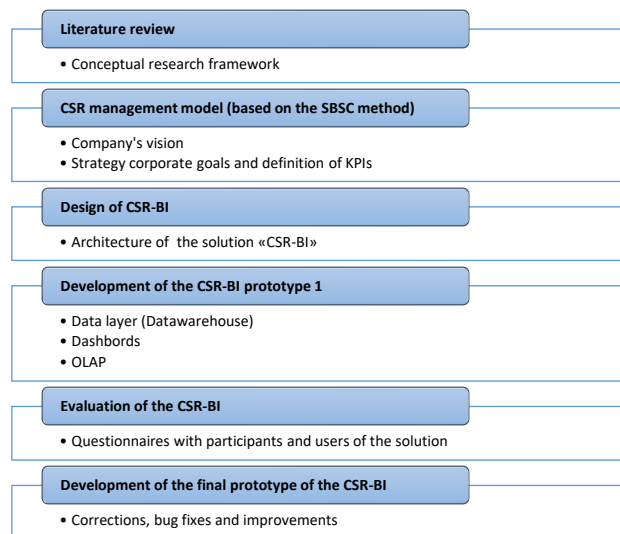 Literature review
• Conceptual research framework
CSR management model (based on the SBSC method)
• Company's vision
• Strategy corporate goals and definition of KPIs
Design of CSR-BI
• Architecture of the solution «CSR-BI»
Development of the CSR-BI prototype 1
• Data layer (Datawarehouse)
• Dashbords
• OLAP
Evaluation of the CSR-BI
• Questionnaires with participants and users of the solution
Development of the final prototype of the CSR-BI
• Corrections, bug fixes and improvements